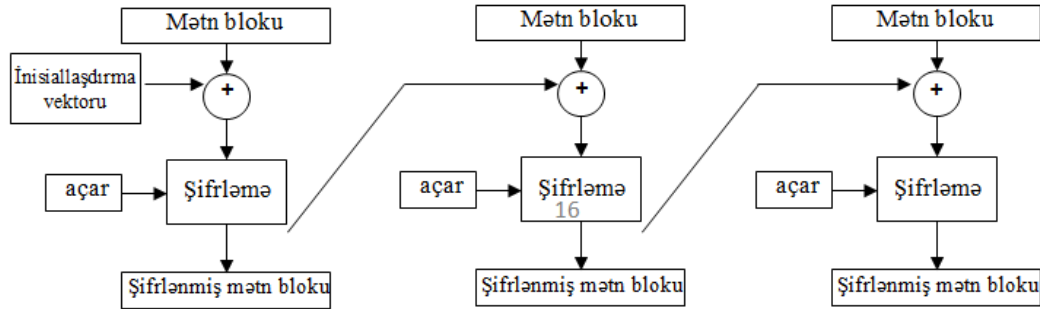 Mətn bloku
Mətn bloku
Mətn bloku
İnisiallaşdırma
vektoru
+
+
+
açar
Şifrləmə
açar
Şifrləmə
16
açar
Şifrləmə
Şifrlənmiş mətn bloku
Şifrlənmiş mətn bloku
Şifrlənmiş mətn bloku